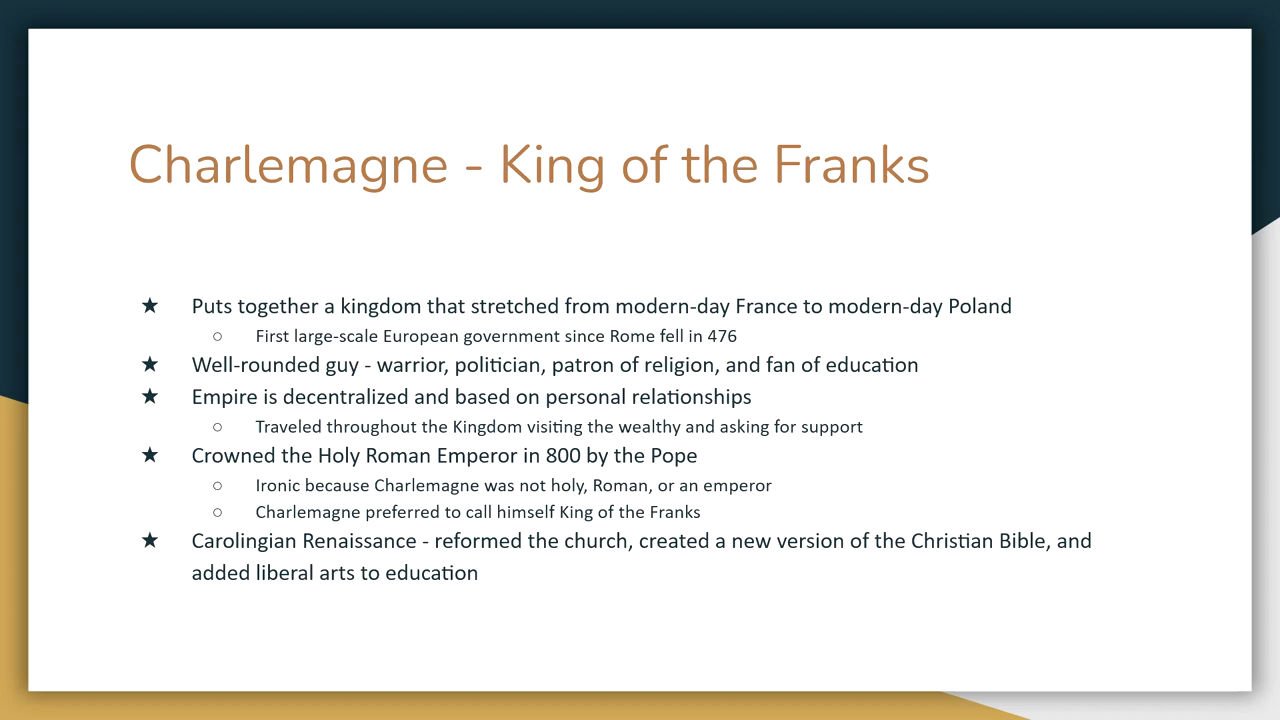 Charlemagne - King of the Franks
★ Puts together a kingdom that stretched from modern-day France to modern-day Poland
○ First large-scale European government since Rome fell in 476
★ Well-rounded guy - warrior, politician, patron of religion, and fan of education
★ Empire is decentralized and based on personal relationships
○ Traveled throughout the Kingdom visiting the wealthy and asking for support
★ Crowned the Holy Roman Emperor in 800 by the Pope
○ Ironic because Charlemagne was not holy, Roman, or an emperor
○ Charlemagne preferred to call himself King of the Franks
★ Carolingian Renaissance - reformed the church, created a new version of the Christian Bible, and
added liberal arts to education